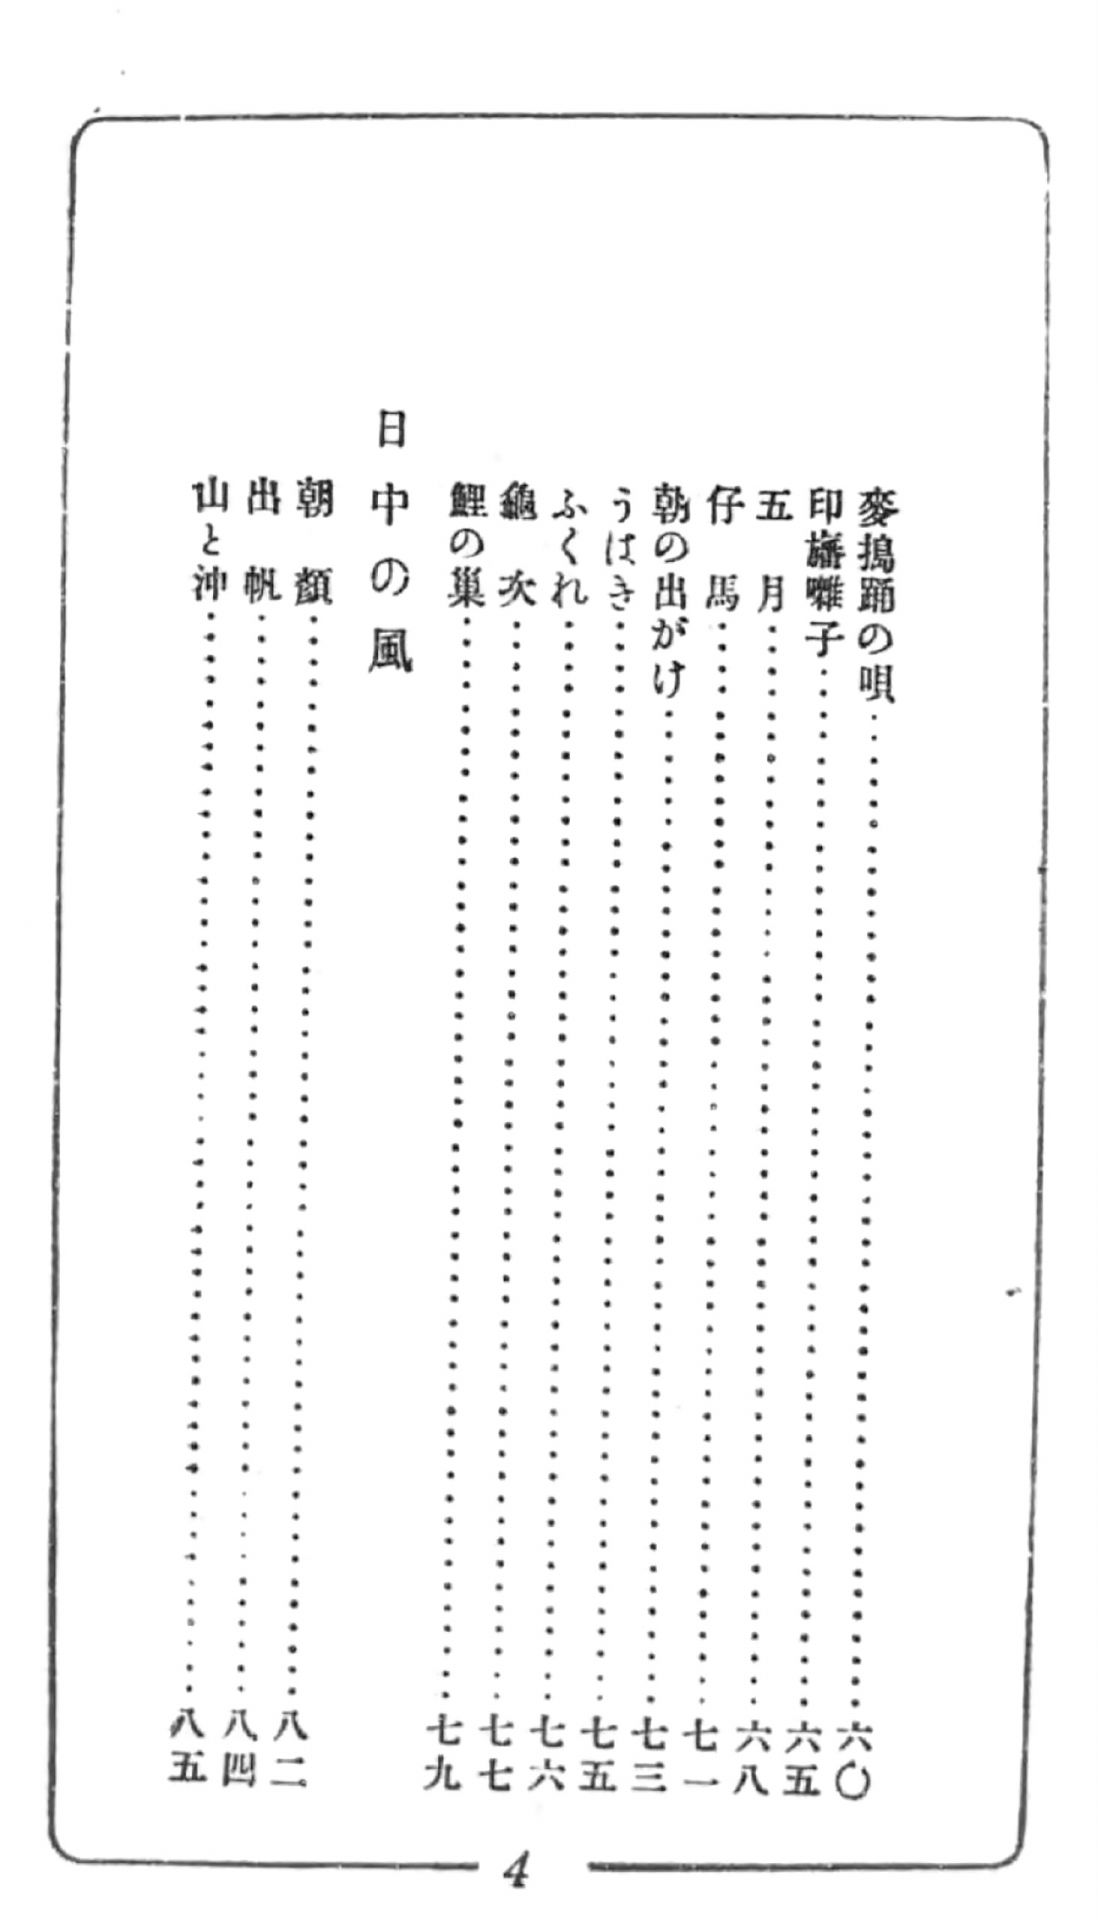 麥搗踊の唄……六〇
印旛囃子……六五
五月……六八
仔馬……七一
朝の出がけ……七三
うはき……七五
ふくれ……七六
龜次……七七
鯉の巢……七九
日中の風
朝顏……八二
出帆……八四
山と沖……八五
4